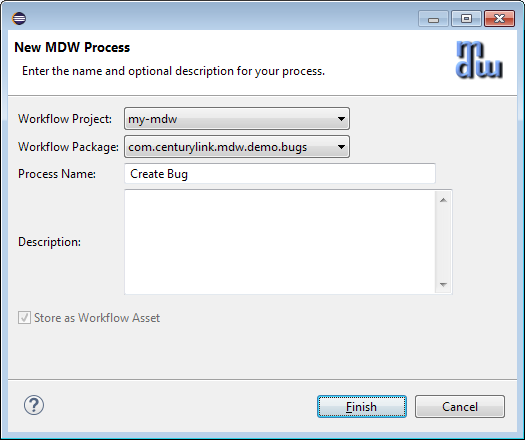 New MDW Process
Enter the name and optional description for your process.
mdw
Workflow Project: my-mdw
Workflow Package: com.centurylink.mdw.demo.bugs
Process Name: Create Bug
Description:
Store as Workflow Asset
?
Finish Cancel